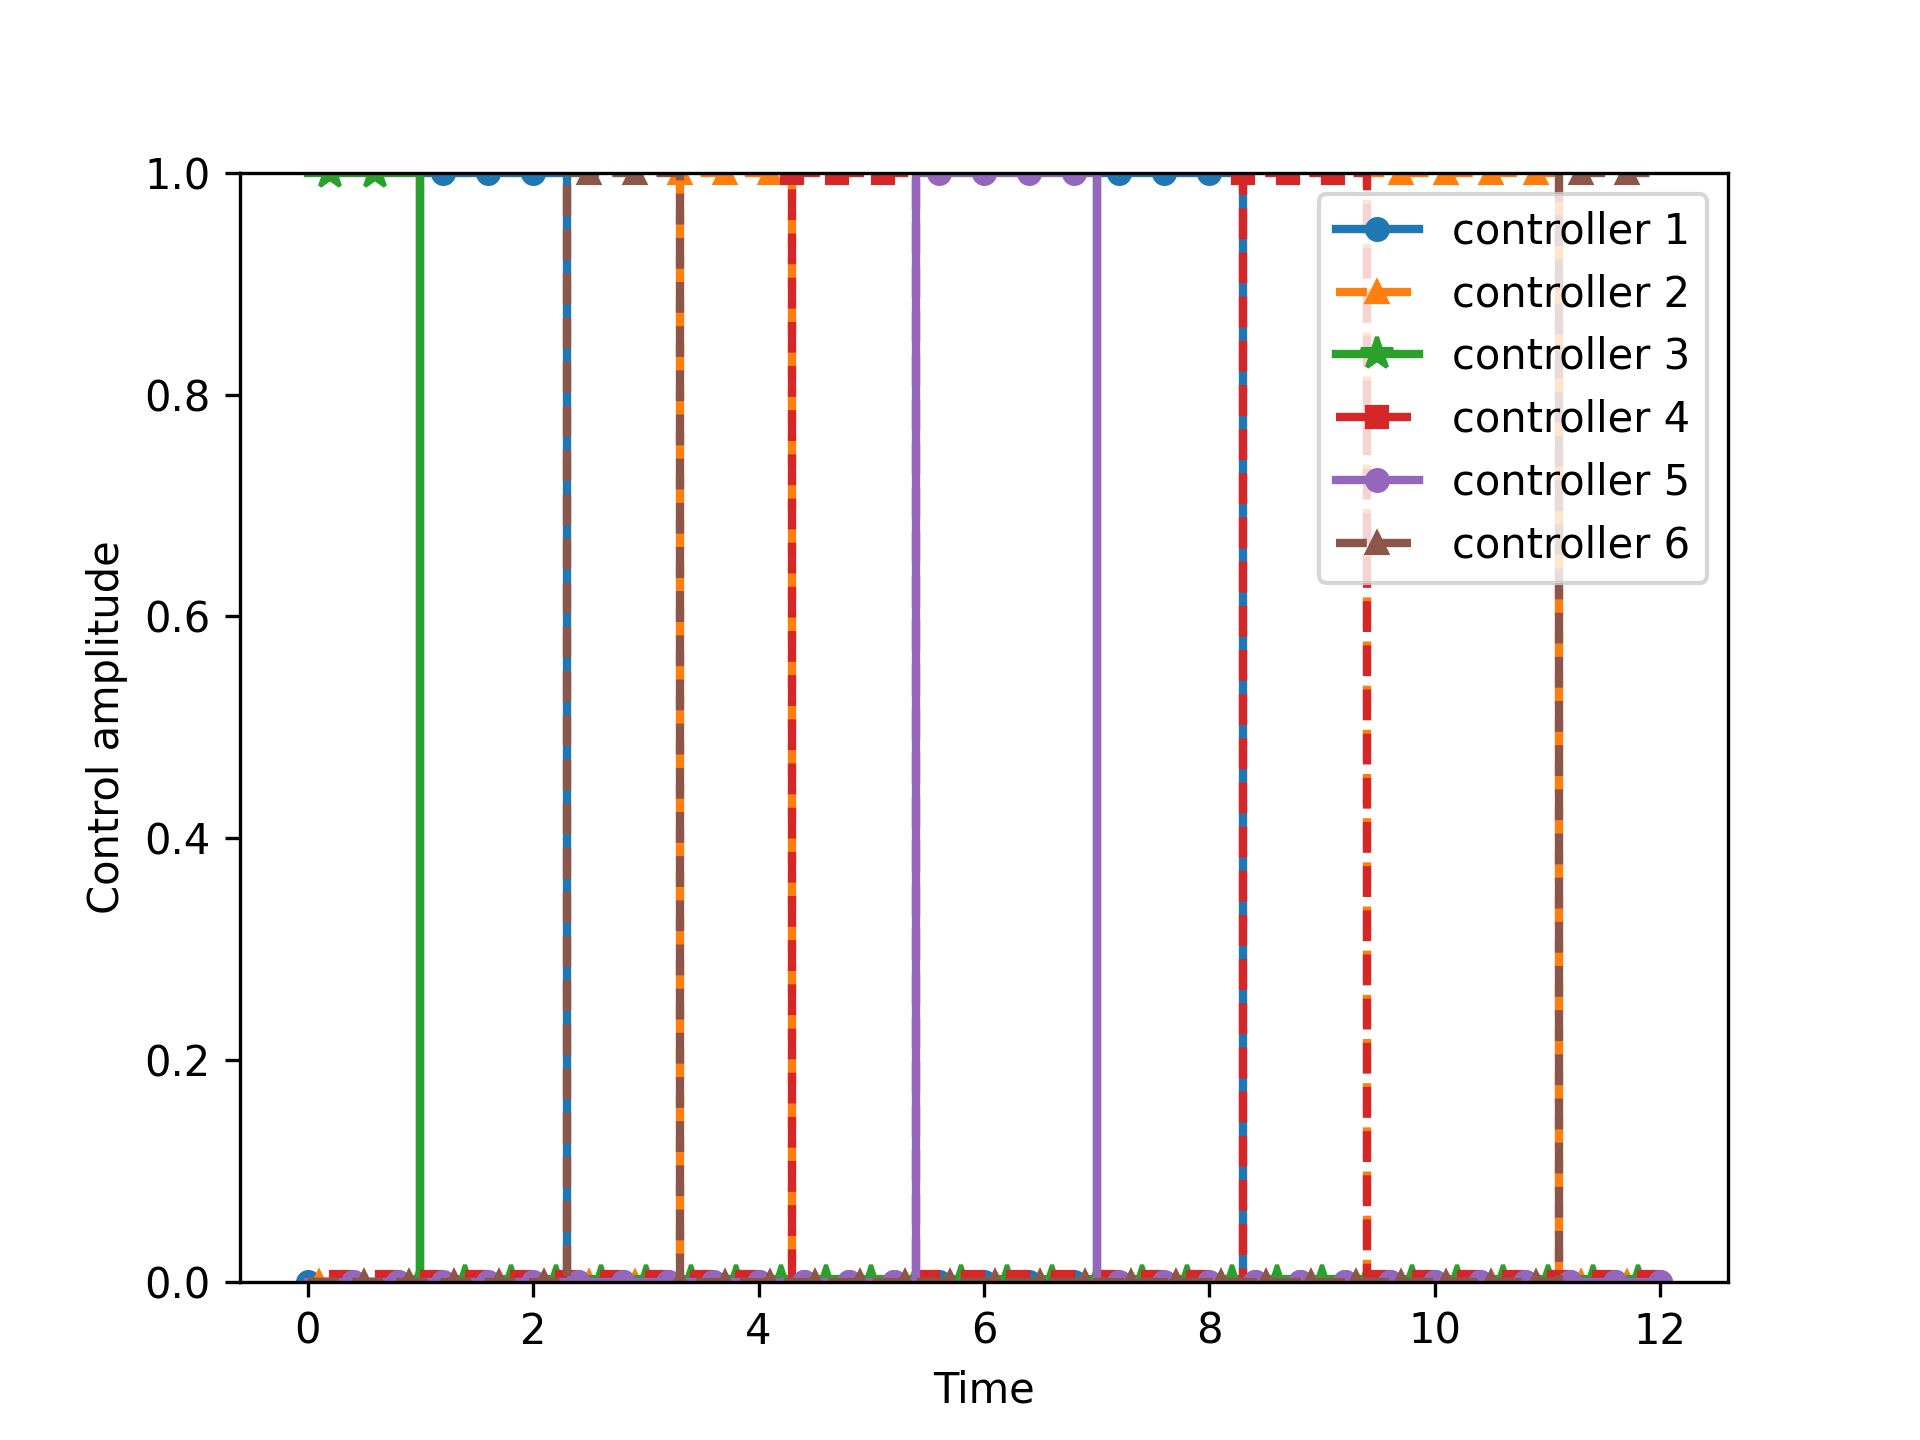 1.0
0.8
0.6
0.4
0.2
0.0
Control amplitude
controller 1
controller 2
controller 3
controller 4
controller 5
controller 6
0 2 4 6 8 10 12
Time